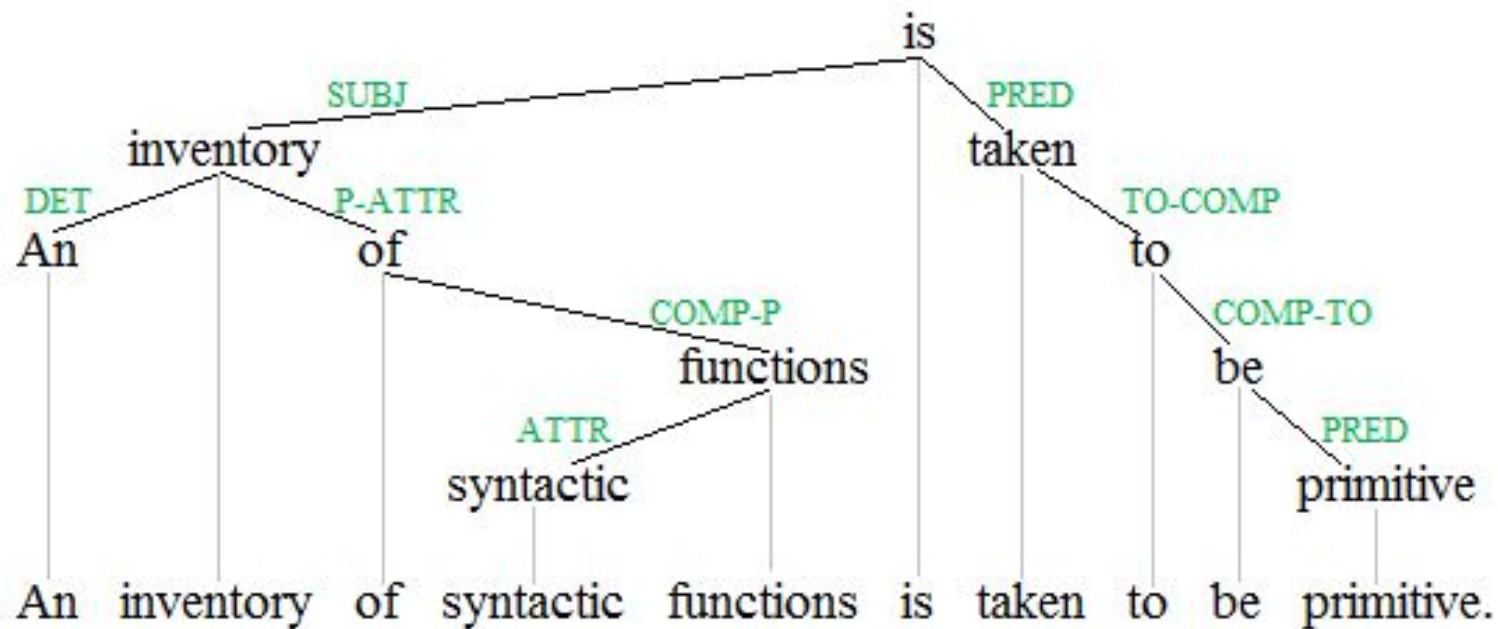 is
SUBJ PRED
inventory taken
DET P-ATTR TO-COMP
An of to
COMP-P COMP-TO
functions be
ATTR PRED
syntactic primitive
An inventory of syntactic functions is taken to be primitive.